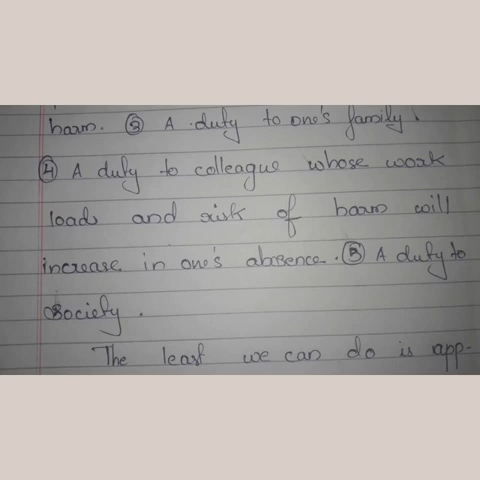 harm. ③ A duty to one's family.
④ A duty to colleague whose work
loads and risk of harm will
increase in one's absence. ⑤ A duty to
society.
The least we can do is app-